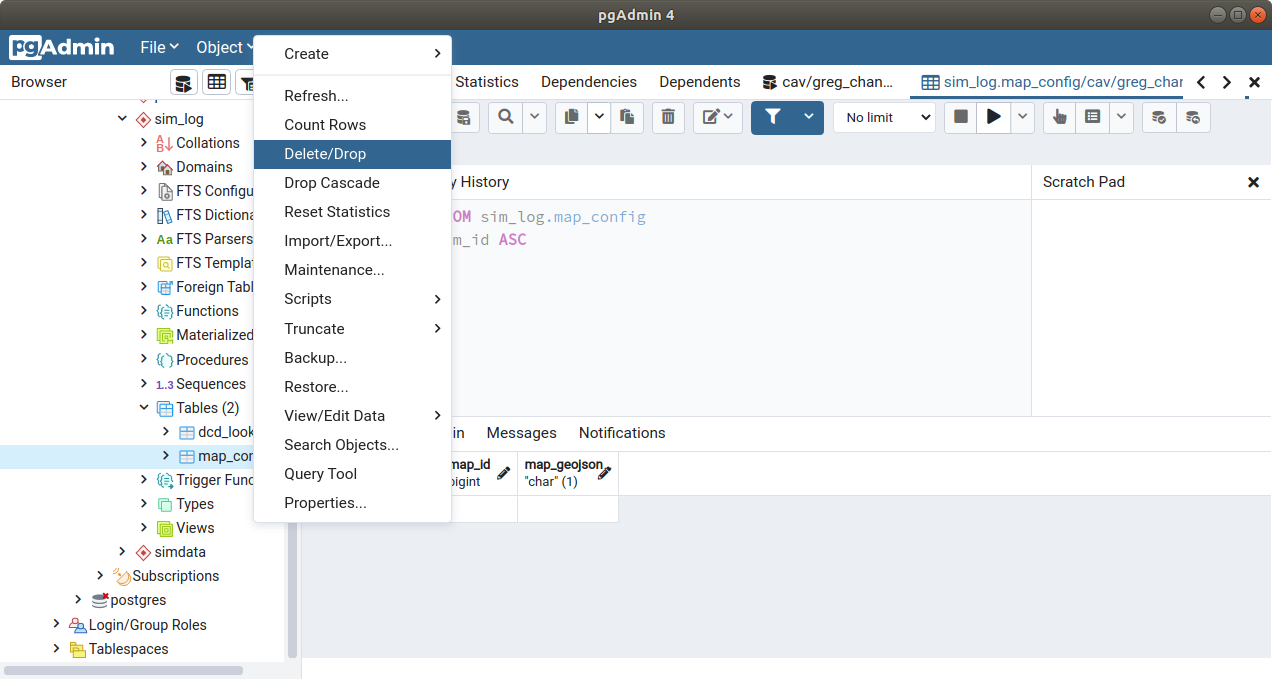 pgAdmin 4
pgAdmin
File
Object
Browser
Statistics
Dependencies
Dependents
cav/greg_chan...
sim_log.map_config/cav/greg_char
No limit
sim_log
Collations
Domains
FTS Configu
FTS Dictiona
FTS Parsers
FTS Templat
Foreign Tabl
Functions
Materialized
Procedures
1..3 Sequences
Tables (2)
dcd_look
map_con
Trigger Func
Types
Views
simdata
Subscriptions
postgres
Login/Group Roles
Tablespaces
Create
Refresh...
Count Rows
Delete/Drop
Drop Cascade
Reset Statistics
Import/Export...
Maintenance...
Scripts
Truncate
Backup...
Restore...
View/Edit Data
Search Objects...
Query Tool
Properties...
y History
Scratch Pad
OM sim_log.map_config
m_id ASC
in
Messages
Notifications
map_id
bigint
map_geojson
"char" (1)